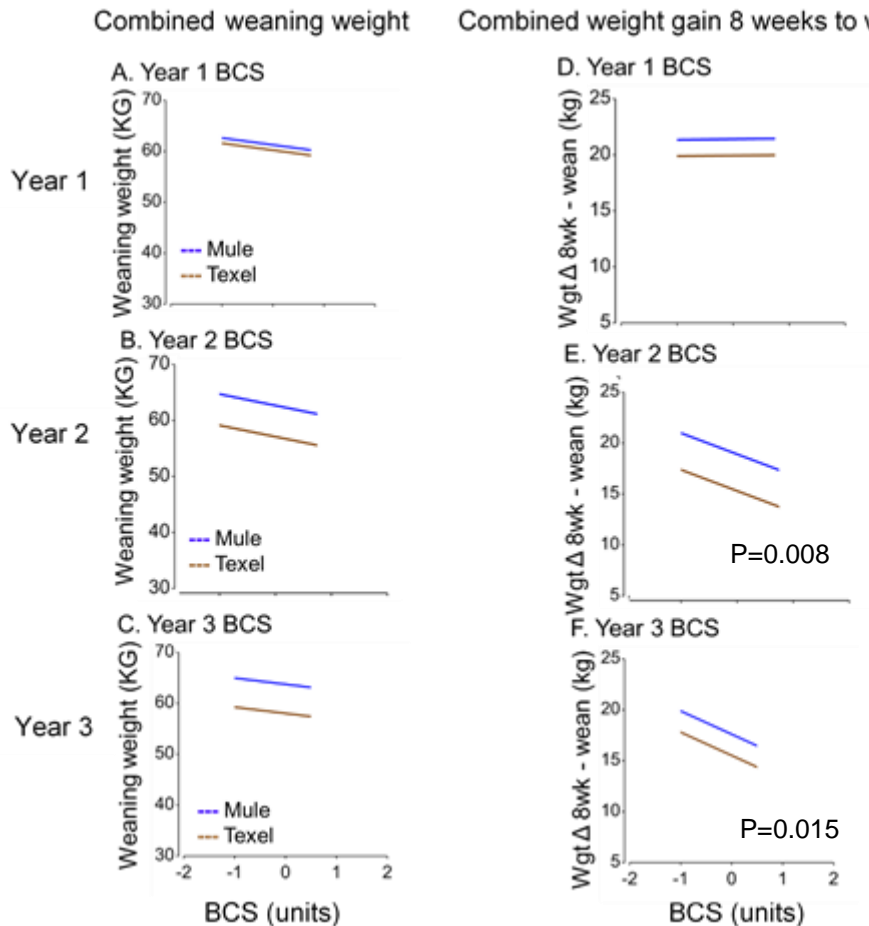 Combined weaning weight
Combined weight gain 8 weeks to
A. Year 1 BCS
D. Year 1 BCS
Year 1
Weaning weight (KG)
70
60
50
40
30
Mule
Texel
Wgt Δ 8wk - wean (kg)
25
20
15
10
5
B. Year 2 BCS
E. Year 2 BCS
Year 2
Weaning weight (KG)
70
60
50
40
30
Mule
Texel
Wgt Δ 8wk - wean (kg)
25
20
15
10
5
P=0.008
C. Year 3 BCS
F. Year 3 BCS
Year 3
Weaning weight (KG)
70
60
50
40
30
Mule
Texel
-2 -1 0 1 2
BCS (units)
Wgt Δ 8wk - wean (kg)
25
20
15
10
5
P=0.015
-2 -1 0 1 2
BCS (units)